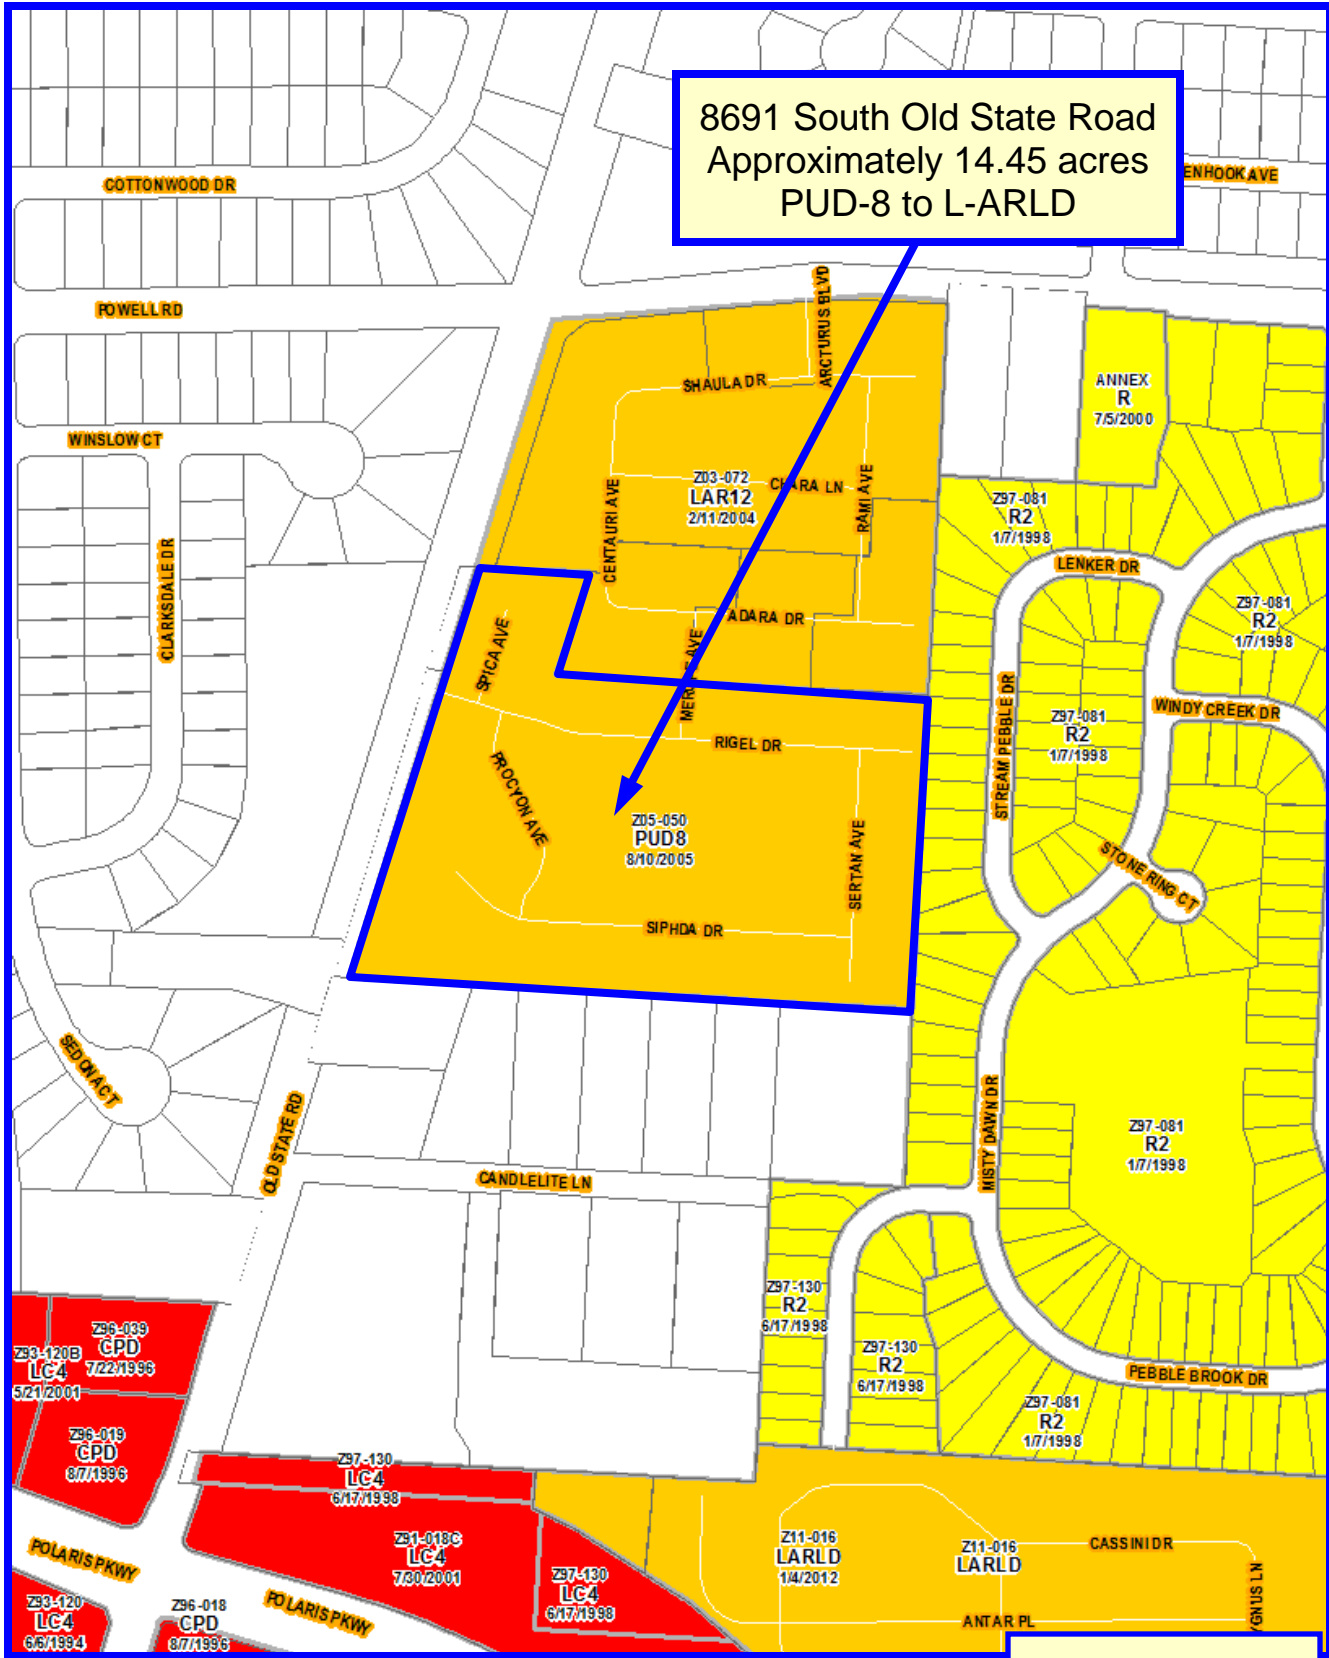 8691 South Old State Road
Approximately 14.45 acres
PUD-8 to L-ARLD
ENHOOK AVE
COTTONWOOD DR
POWELL RD
ARCTURUS BLVD
SHAULA DR
ANNEX
R
7/5/2000
WINSLOW CT
CENTAURI AVE
Z03-072
LAR12
2/11/2004
CHARA LN
RAMI AVE
Z97-081
R2
1/7/1998
CLARKSDALE DR
LENKER DR
Z97-081
R2
1/7/1998
ADARA DR
SPICA AVE
STREAM PEBBLE DR
Z97-081
R2
1/7/1998
WINDY CREEK DR
RIGEL DR
PROCYON AVE
Z05-050
PUD8
8/10/2005
SERTAN AVE
STONE RING CT
SIPHDA DR
SEDONA CT
OLD STATE RD
MISTY DAWN DR
Z97-081
R2
1/7/1998
CANDLELITE LN
Z97-130
R2
6/17/1998
Z97-130
R2
6/17/1998
PEBBLE BROOK DR
Z97-081
R2
1/7/1998
Z96-039
CPD
7/22/1996
Z93-120B
LC4
5/21/2001
Z96-019
CPD
8/7/1996
Z97-130
LC4
6/17/1998
Z91-018C
LC4
7/30/2001
Z97-130
LC4
6/17/1998
Z11-016
LARLD
1/4/2012
Z11-016
LARLD
CASSINI DR
YGNUS LN
ANTAR PL
POLARIS PKWY
POLARIS PKWY
Z93-120
LC4
6/6/1994
Z96-018
CPD
8/7/1996